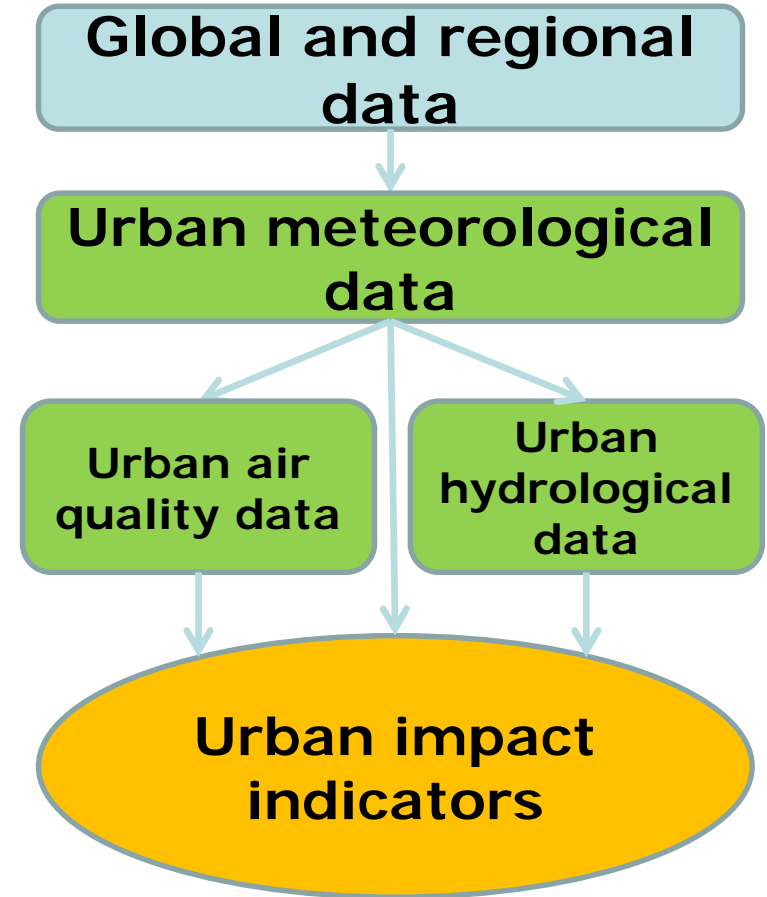 Global and regional
data
Urban meteorological
data
Urban air
quality data
Urban
hydrological
data
Urban impact
indicators